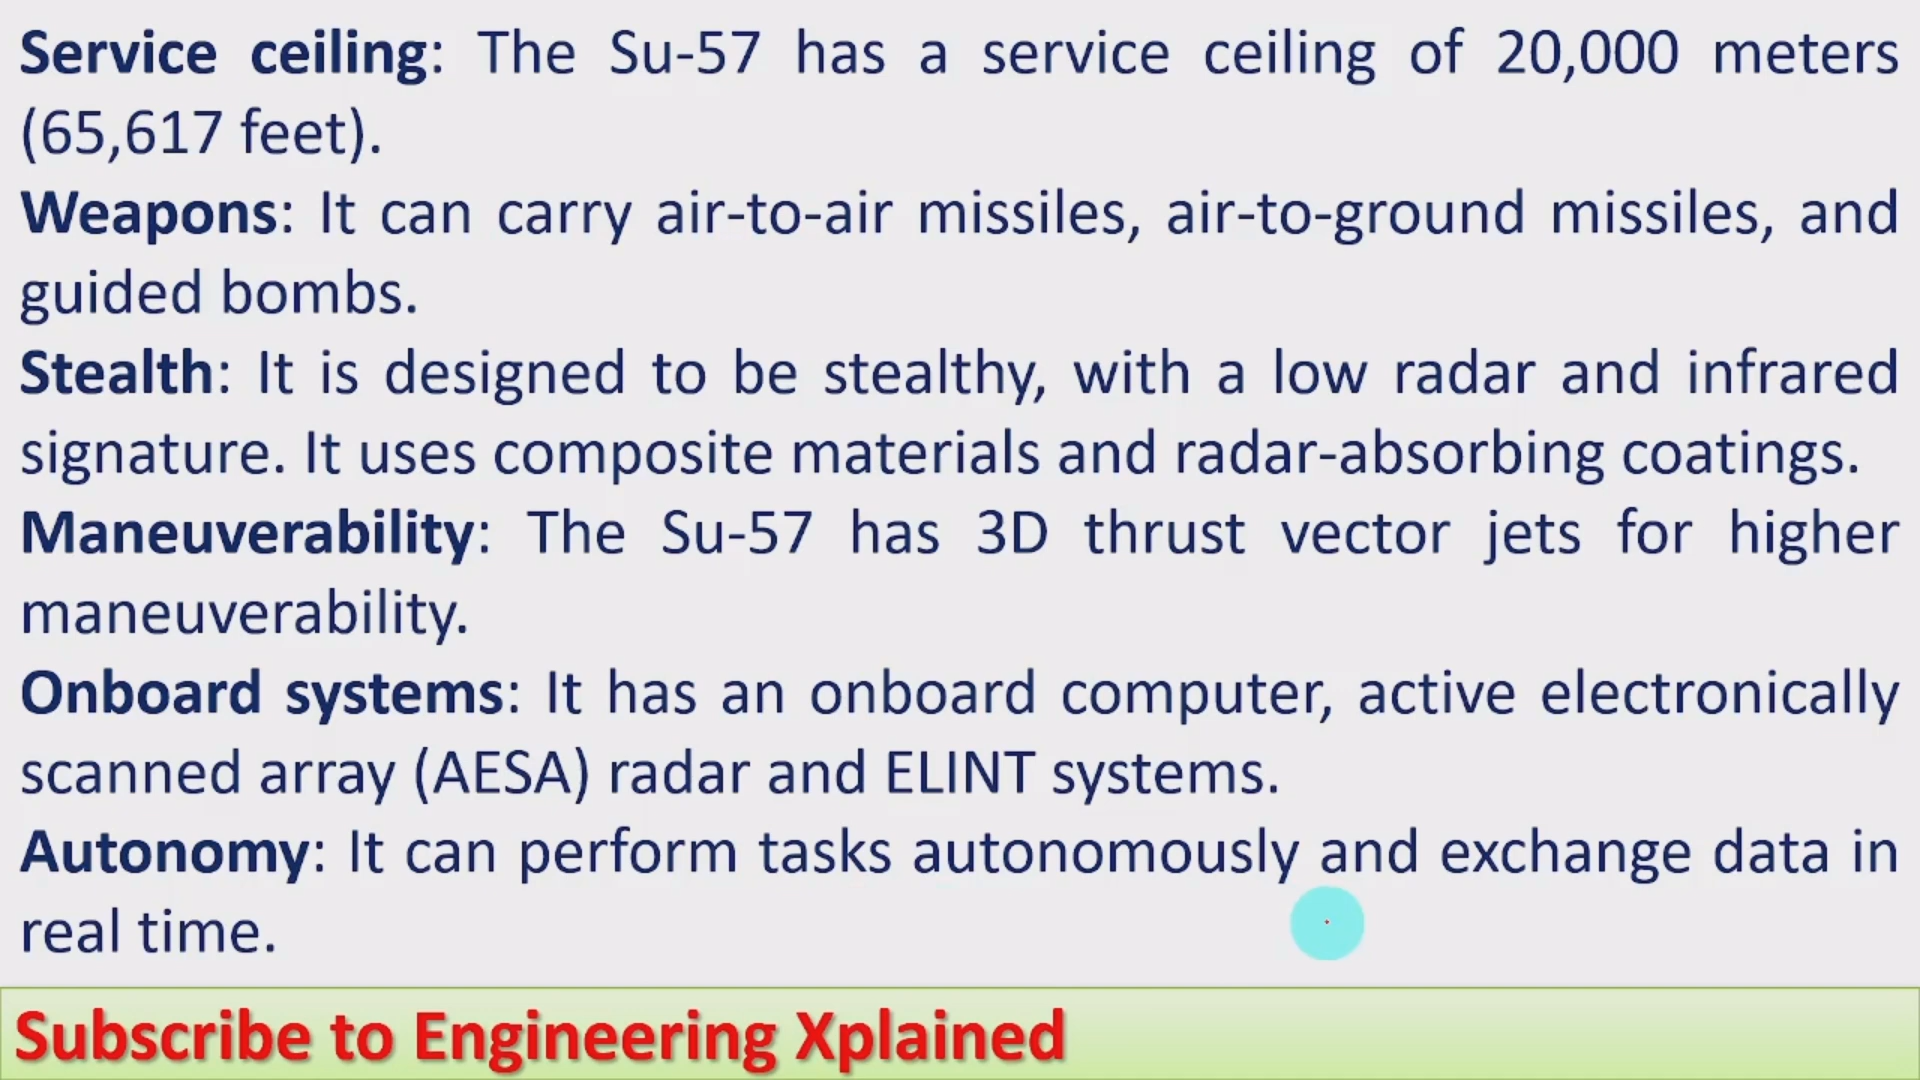 Service ceiling: The Su-57 has a service ceiling of 20,000 meters
(65,617 feet).
Weapons: It can carry air-to-air missiles, air-to-ground missiles, and
guided bombs.
Stealth: It is designed to be stealthy, with a low radar and infrared
signature. It uses composite materials and radar-absorbing coatings.
Maneuverability: The Su-57 has 3D thrust vector jets for higher
maneuverability.
Onboard systems: It has an onboard computer, active electronically
scanned array (AESA) radar and ELINT systems.
Autonomy: It can perform tasks autonomously and exchange data in
real time.
Subscribe to Engineering Xplained